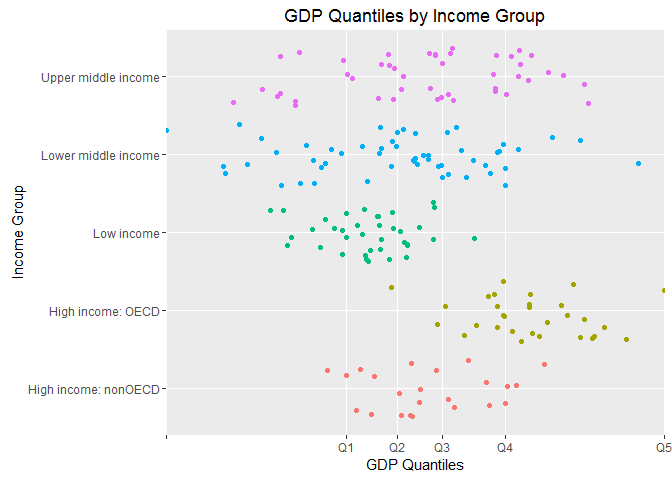 GDP Quantiles by Income Group
Income Group
Upper middle income
Lower middle income
Low income
High income: OECD
High income: nonOECD
Q1 Q2 Q3 Q4 Q5
GDP Quantiles